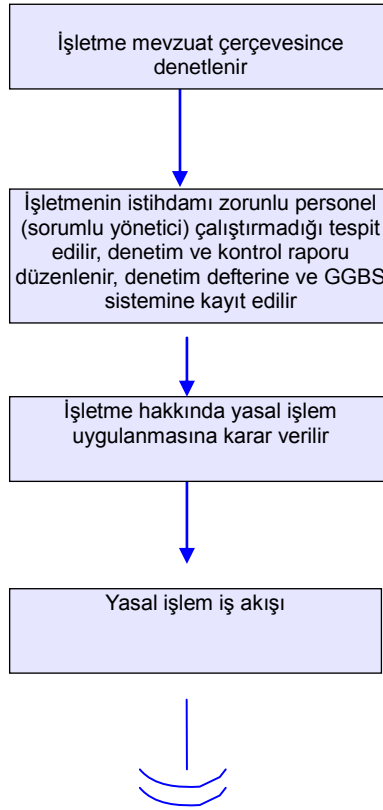 İşletme mevzuat çerçevesince
denetlenir
İşletmenin istihdamı zorunlu personel
(sorumlu yönetici) çalıştırmadığı tespit
edilir, denetim ve kontrol raporu
düzenlenir, denetim defterine ve GGBS
sistemine kayıt edilir
İşletme hakkında yasal işlem
uygulanmasına karar verilir
Yasal işlem iş akışı